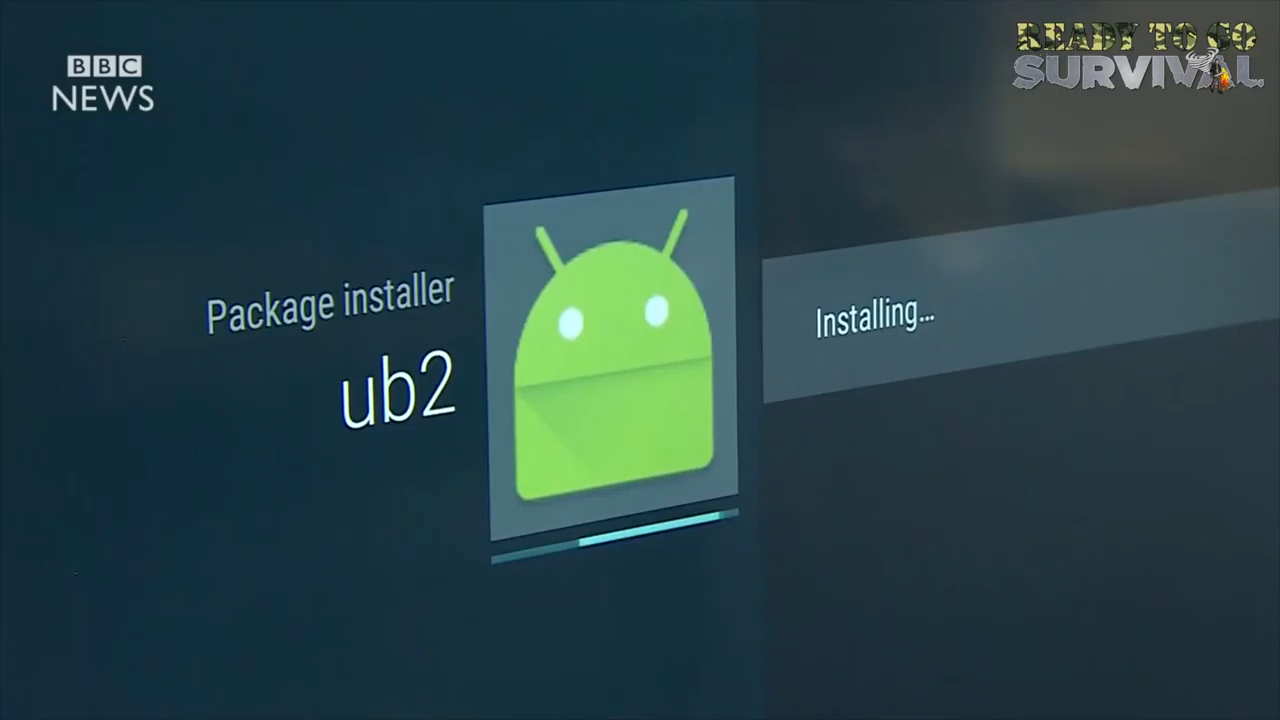 BBC
NEWS
READY TO GO
SURVIVAL
Package installer
ub2
Installing...